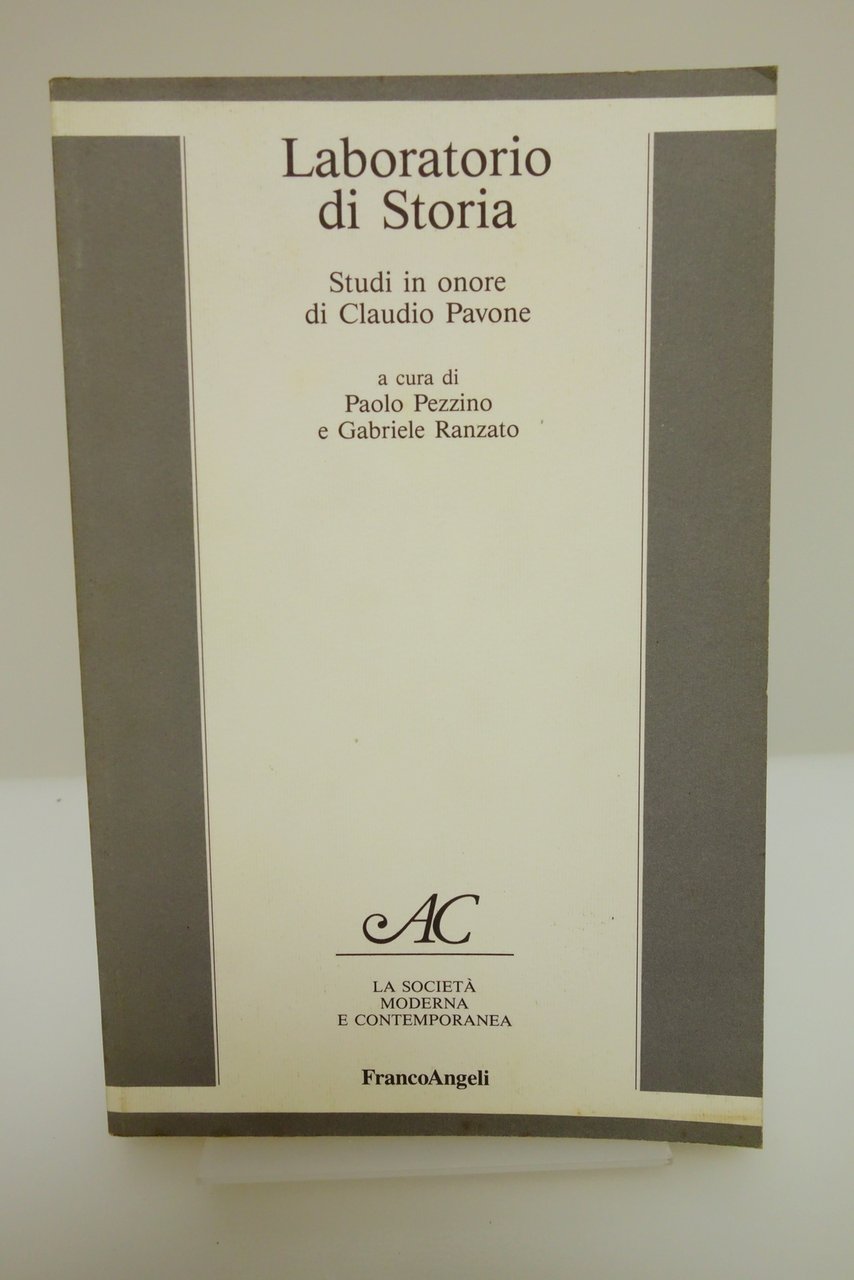 Laboratorio
di Storia
Studi in onore
di Claudio Pavone
a cura di
Paolo Pezzino
e Gabriele Ranzato
AC
LA SOCIETÀ
MODERNA
E CONTEMPORANEA
FrancoAngeli